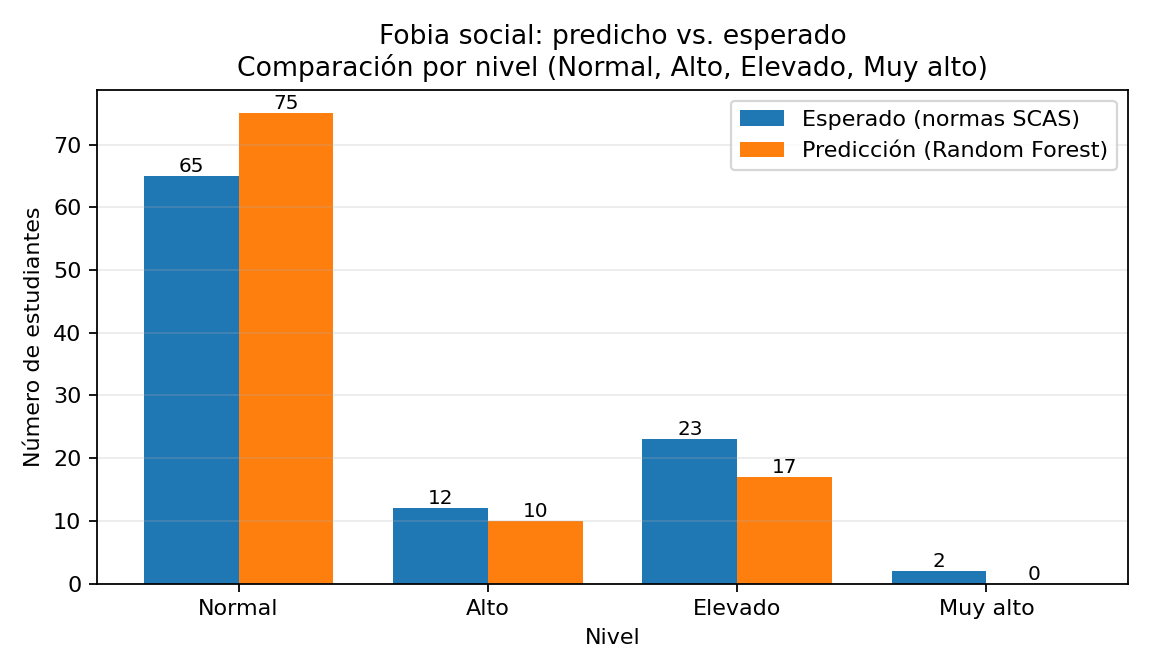 Fobia social: predicho vs. esperado
Comparación por nivel (Normal, Alto, Elevado, Muy alto)
Esperado (normas SCAS)
Predicción (Random Forest)
Número de estudiantes
70
60
50
40
30
20
10
0
65
75
12
10
23
17
2
0
Normal
Alto
Elevado
Muy alto
Nivel